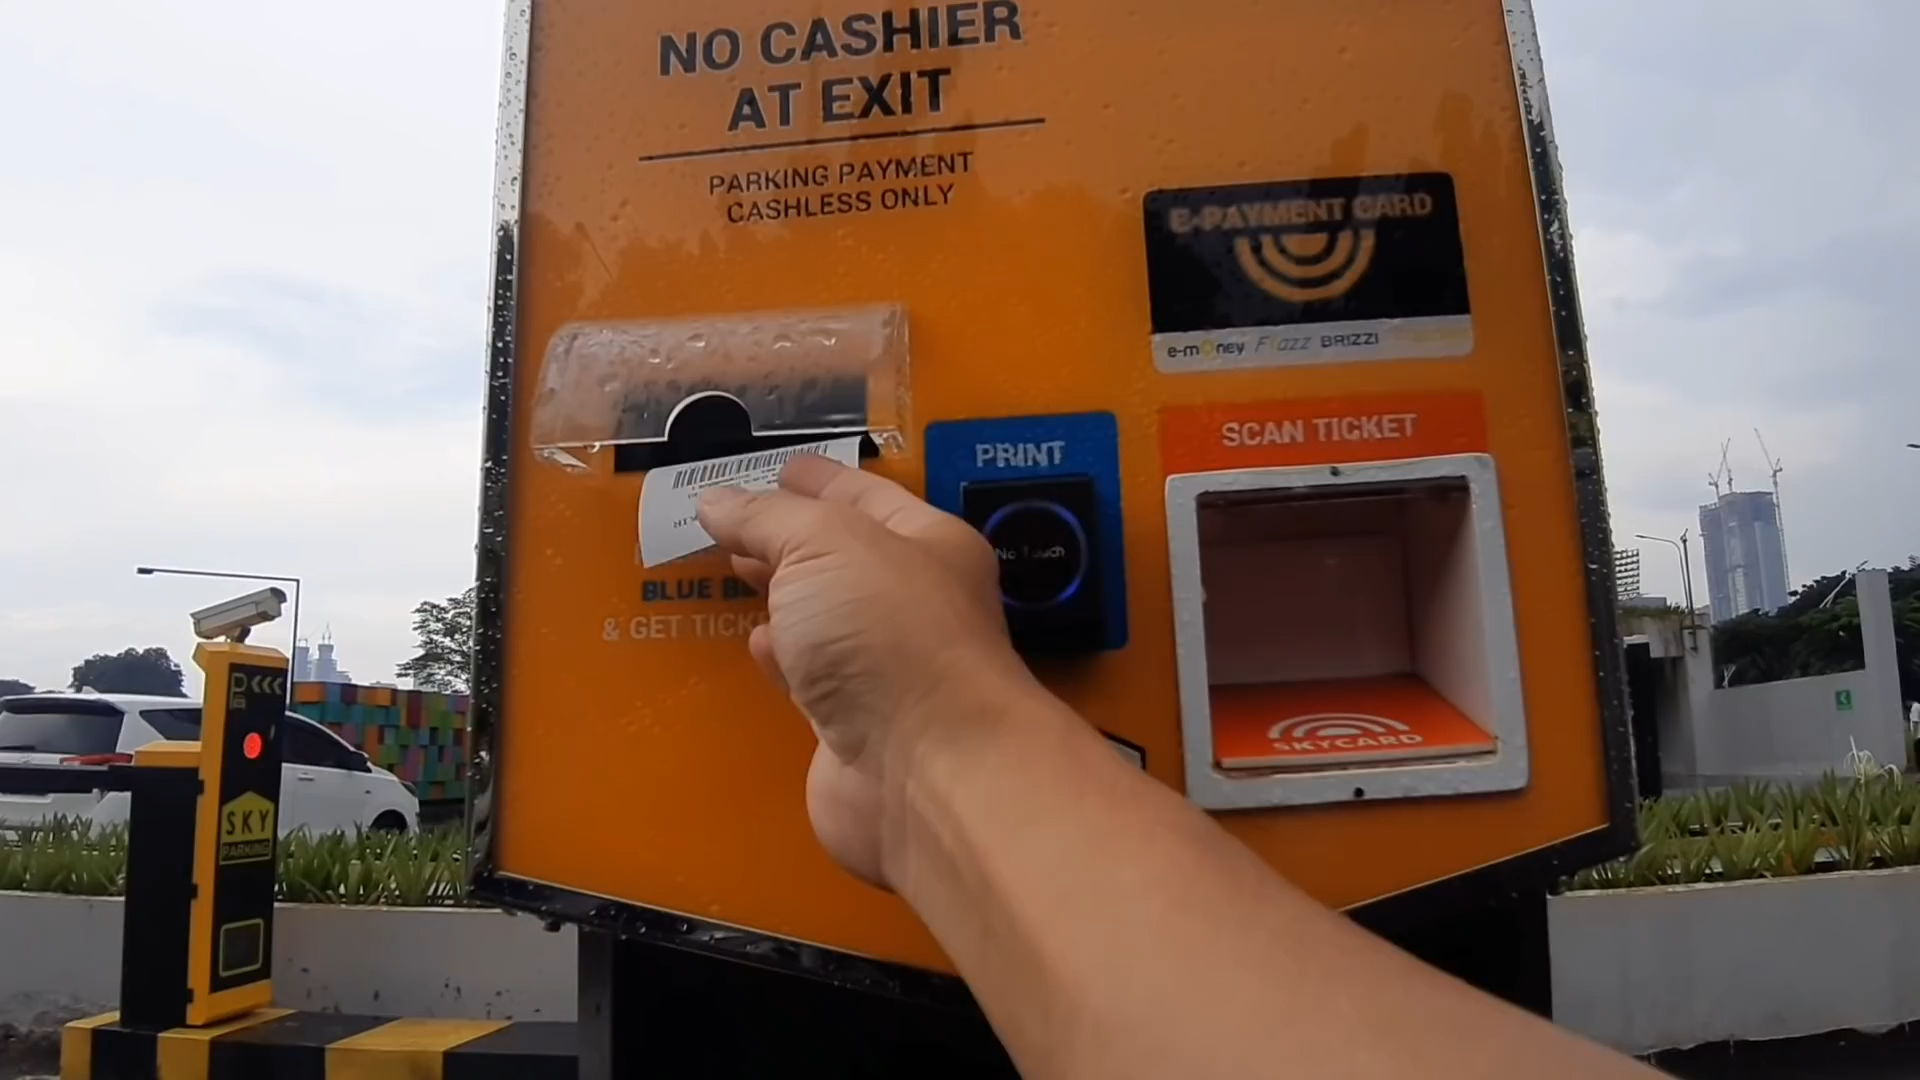 NO CASHIER
AT EXIT
PARKING PAYMENT
CASHLESS ONLY
E-PAYMENT CARD
e-money Flazz BRIZZI
PRINT
No Touch
SCAN TICKET
SKYCARD
BLUE
& GET
SKY
PARKING